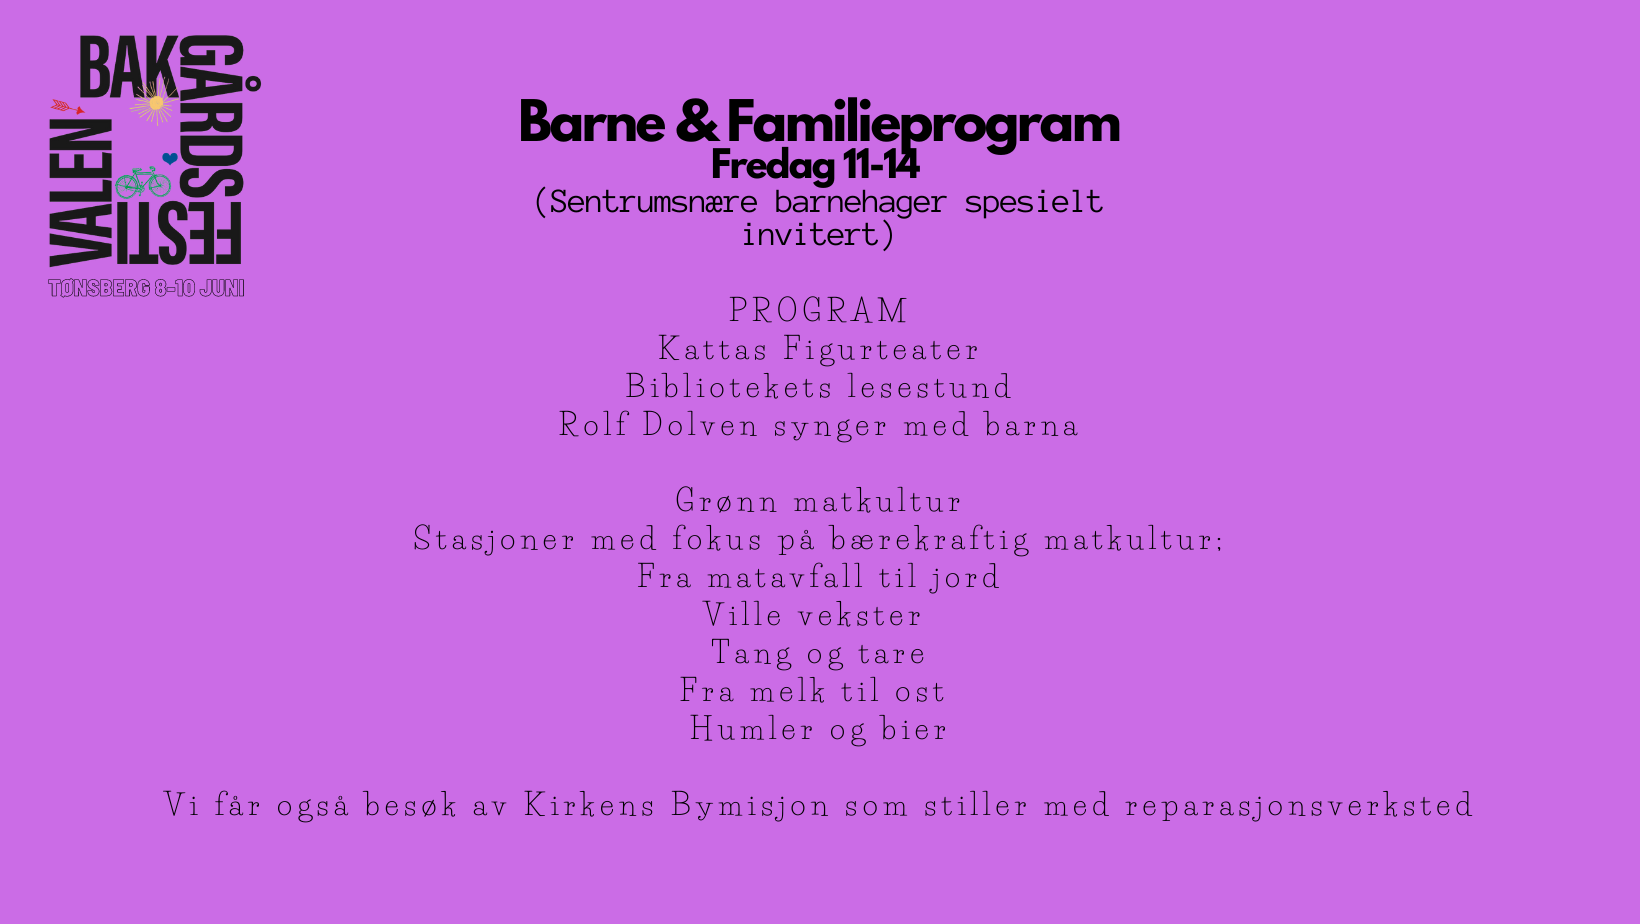 BAK
GÅRDS
FESTI
VALEN
TØNSBERG 8-10 JUNI
Barne & Familieprogram
Fredag 11-14
(Sentrumsnære barnehager spesielt
invitert)
PROGRAM
Kattas Figurteater
Bibliotekets lesestund
Rolf Dolven synger med barna
Grønn matkultur
Stasjoner med fokus på bærekraftig matkultur;
Fra matavfall til jord
Ville vekster
Tang og tare
Fra melk til ost
Humler og bier
Vi får også besøk av Kirkens Bymisjon som stiller med reparasjonsverksted